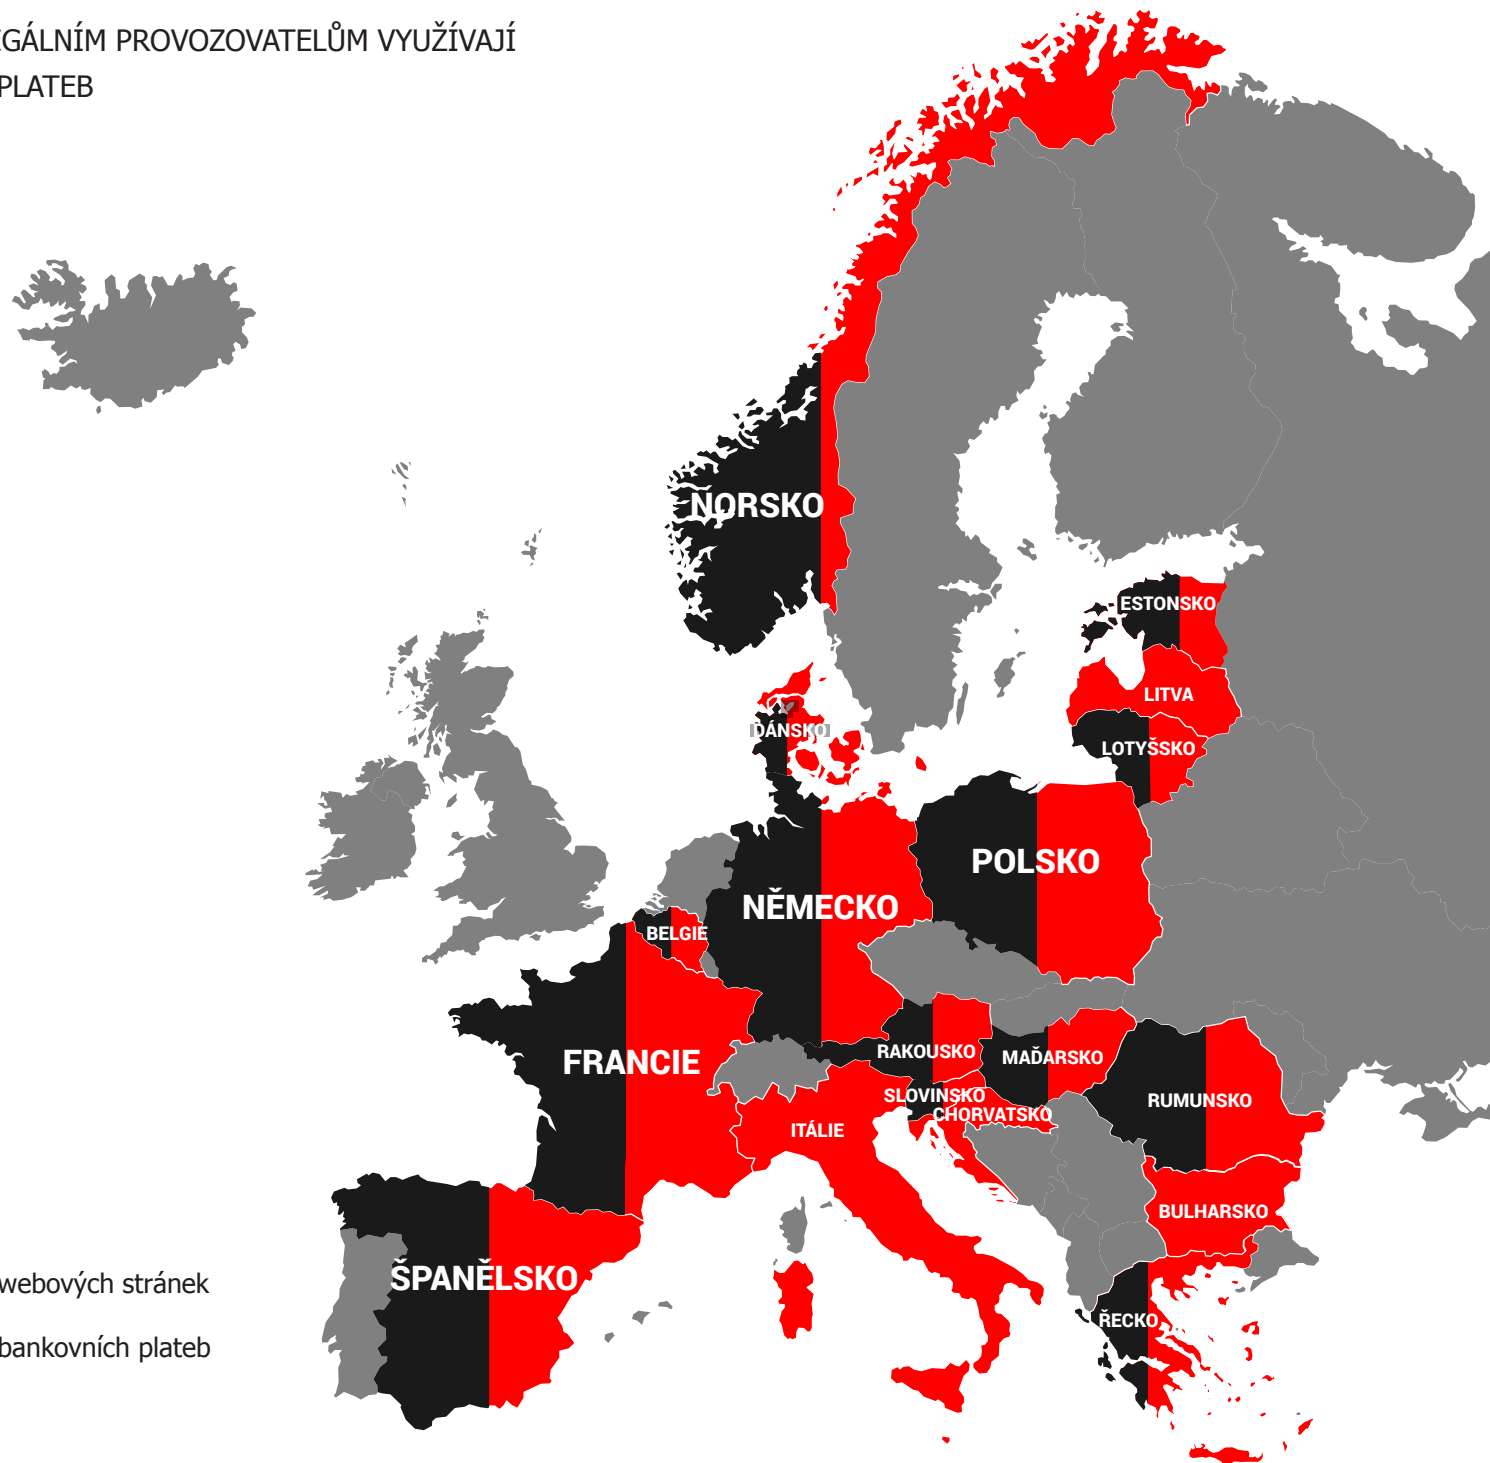 EGÁLNÍM PROVOZOVATELŮM VYUŽÍVAJÍ
PLATEB
NORSKO
ESTONSKO
LITVA
DÁNSKO
LOTYŠSKO
POLSKO
NĚMECKO
BELGIE
RAKOUSKO
MAĎARSKO
FRANCIE
SLOVINSKO
RUMUNSKO
CHORVATSKO
ITÁLIE
BULHARSKO
ŠPANĚLSKO
webových stránek
ŘECKO
bankovních plateb